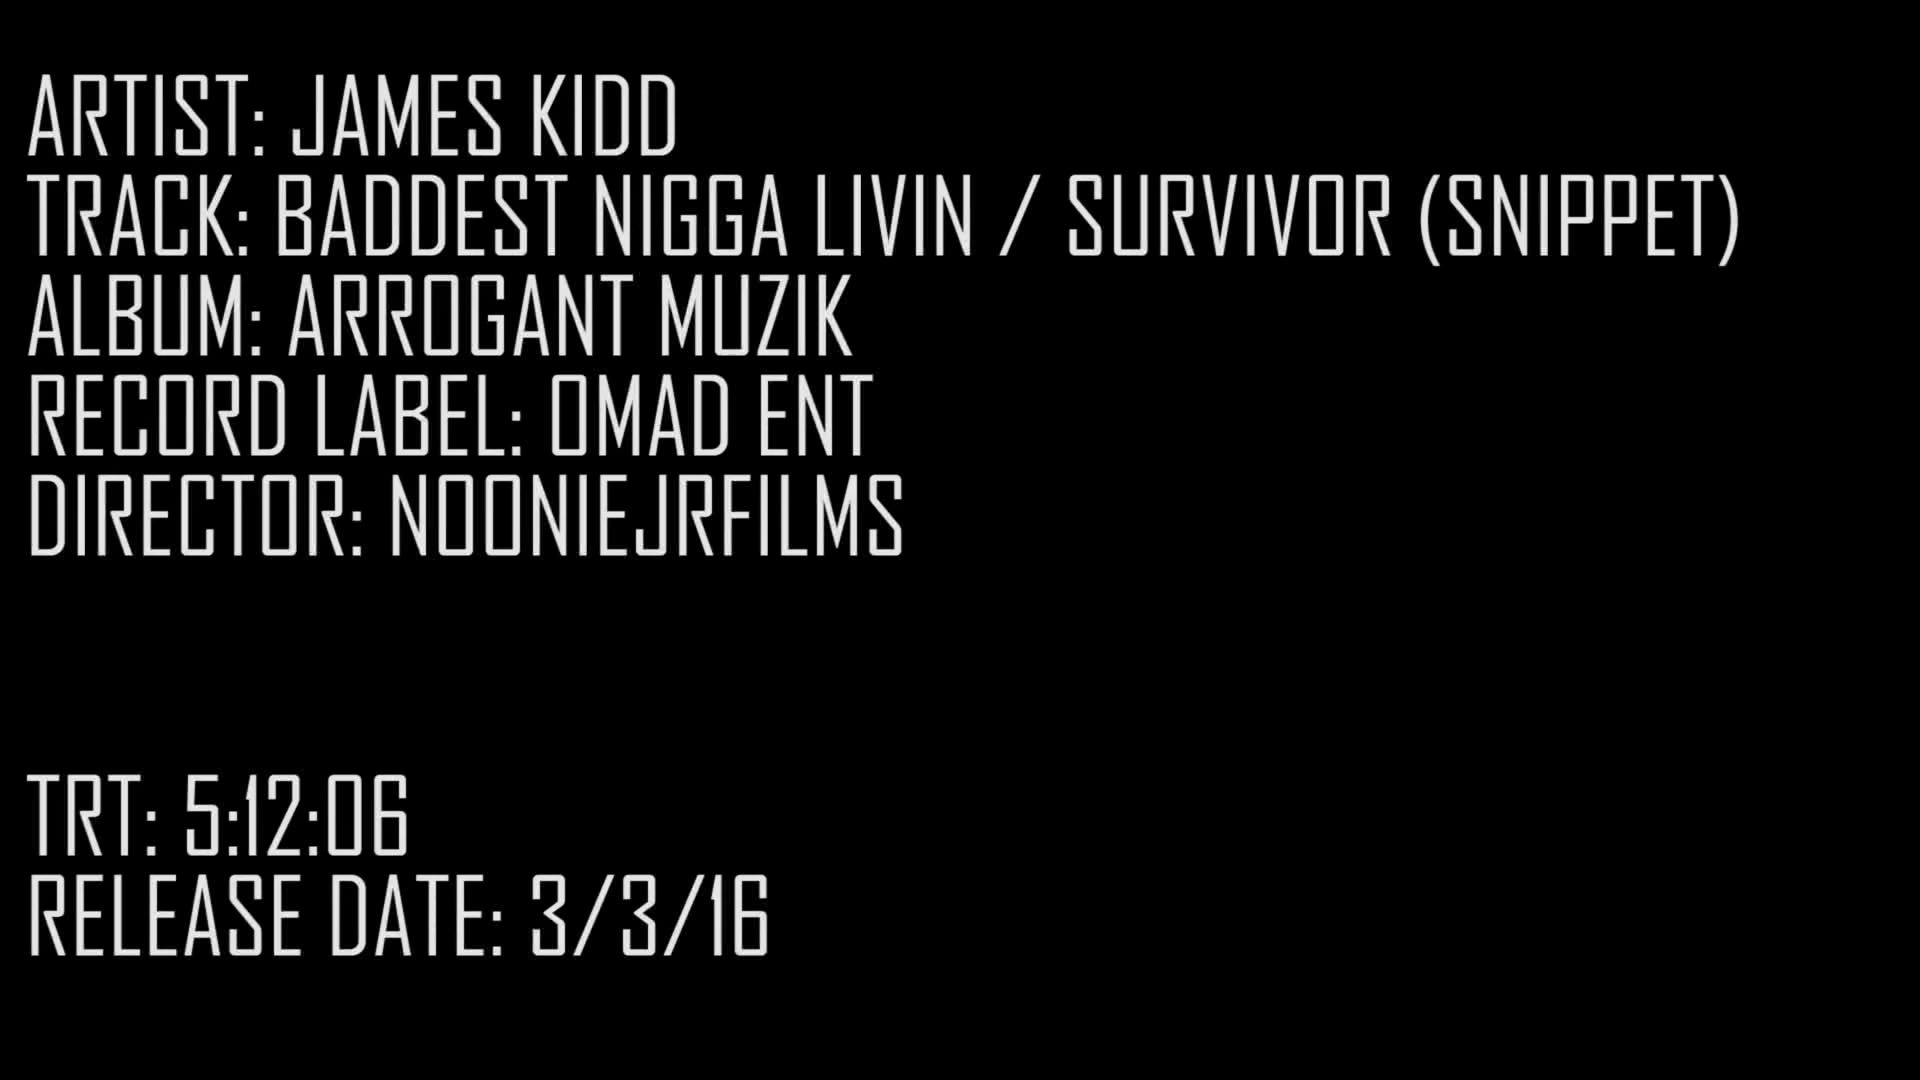 ARTIST: JAMES KIDD
TRACK: BADDEST NIGGA LIVIN / SURVIVOR (SNIPPET)
ALBUM: ARROGANT MUZIK
RECORD LABEL: OMAD ENT
DIRECTOR: NOONIEJRFILMS
TRT: 5:12:06
RELEASE DATE: 3/3/16